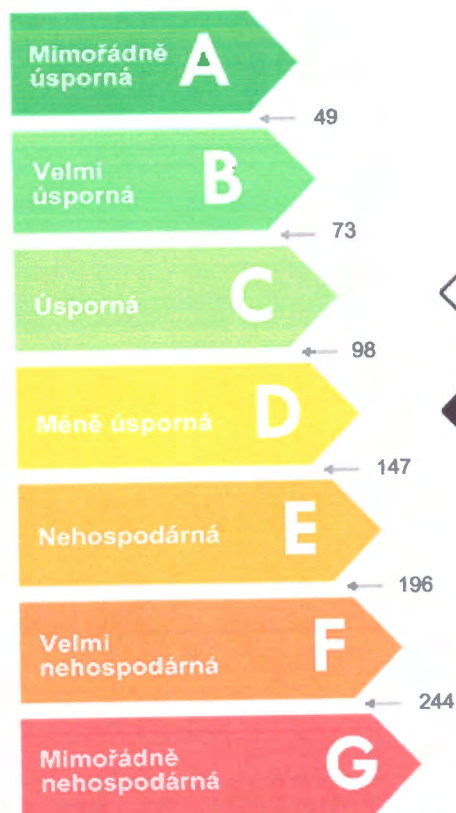 Mimořádně
úsporná
A
49
Velmi
úsporná
B
73
Úsporná
C
98
Méně úsporná
D
147
Nehospodárná
E
196
Velmi
nehospodárná
F
244
Mimořádně
nehospodárná
G